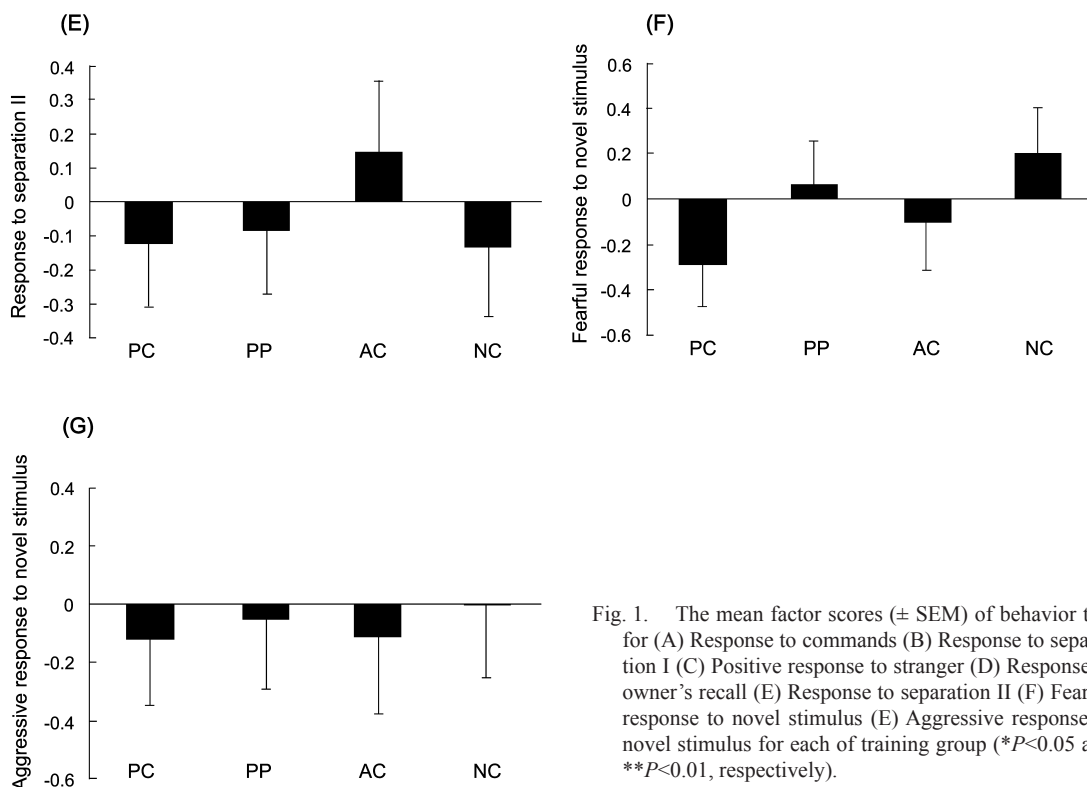 (E)
Response to separation II
0.4
0.3
0.2
0.1
0
-0.1
-0.2
-0.3
-0.4
PC PP AC NC
(F)
Fearful response to novel stimulus
0.6
0.4
0.2
0
-0.2
-0.4
-0.6
PC PP AC NC
(G)
Aggressive response to novel stimulus
0.4
0.2
0
-0.2
-0.4
-0.6
PC PP AC NC
Fig. 1. The mean factor scores (± SEM) of behavior t
for (A) Response to commands (B) Response to sepa
tion I (C) Positive response to stranger (D) Response
owner's recall (E) Response to separation II (F) Fear
response to novel stimulus (E) Aggressive response
novel stimulus for each of training group (*P<0.05 a
**P<0.01, respectively).